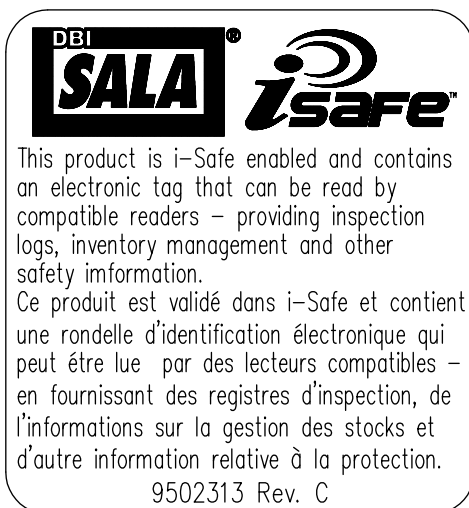 DBI
SALA®
isafe™
This product is i-Safe enabled and contains
an electronic tag that can be read by
compatible readers – providing inspection
logs, inventory management and other
safety imformation.
Ce produit est validé dans i-Safe et contient
une rondelle d'identification électronique qui
peut étre lue par des lecteurs compatibles –
en fournissant des registres d'inspection, de
l'informations sur la gestion des stocks et
d'autre information relative à la protection.
9502313 Rev. C